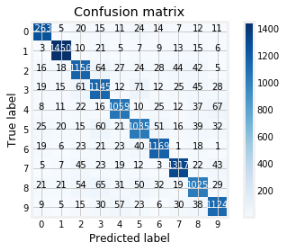 Confusion matrix
0 1263 5 20 15 11 24 14 7 12 11
1 3 1450 10 21 5 7 9 13 15 6
2 16 18 1156 64 27 24 28 44 42 5
3 19 15 61 1145 12 71 12 25 45 28
4 8 11 22 16 1059 10 25 12 37 67
5 25 20 15 60 21 1035 51 16 39 32
6 19 6 23 21 23 40 1169 1 18 1
7 5 7 45 23 19 12 3 1317 22 43
8 21 21 54 65 31 50 32 19 1025 29
9 9 5 15 30 57 23 6 30 38 1124
0 1 2 3 4 5 6 7 8 9
True label
Predicted label
1400
1200
1000
800
600
400
200